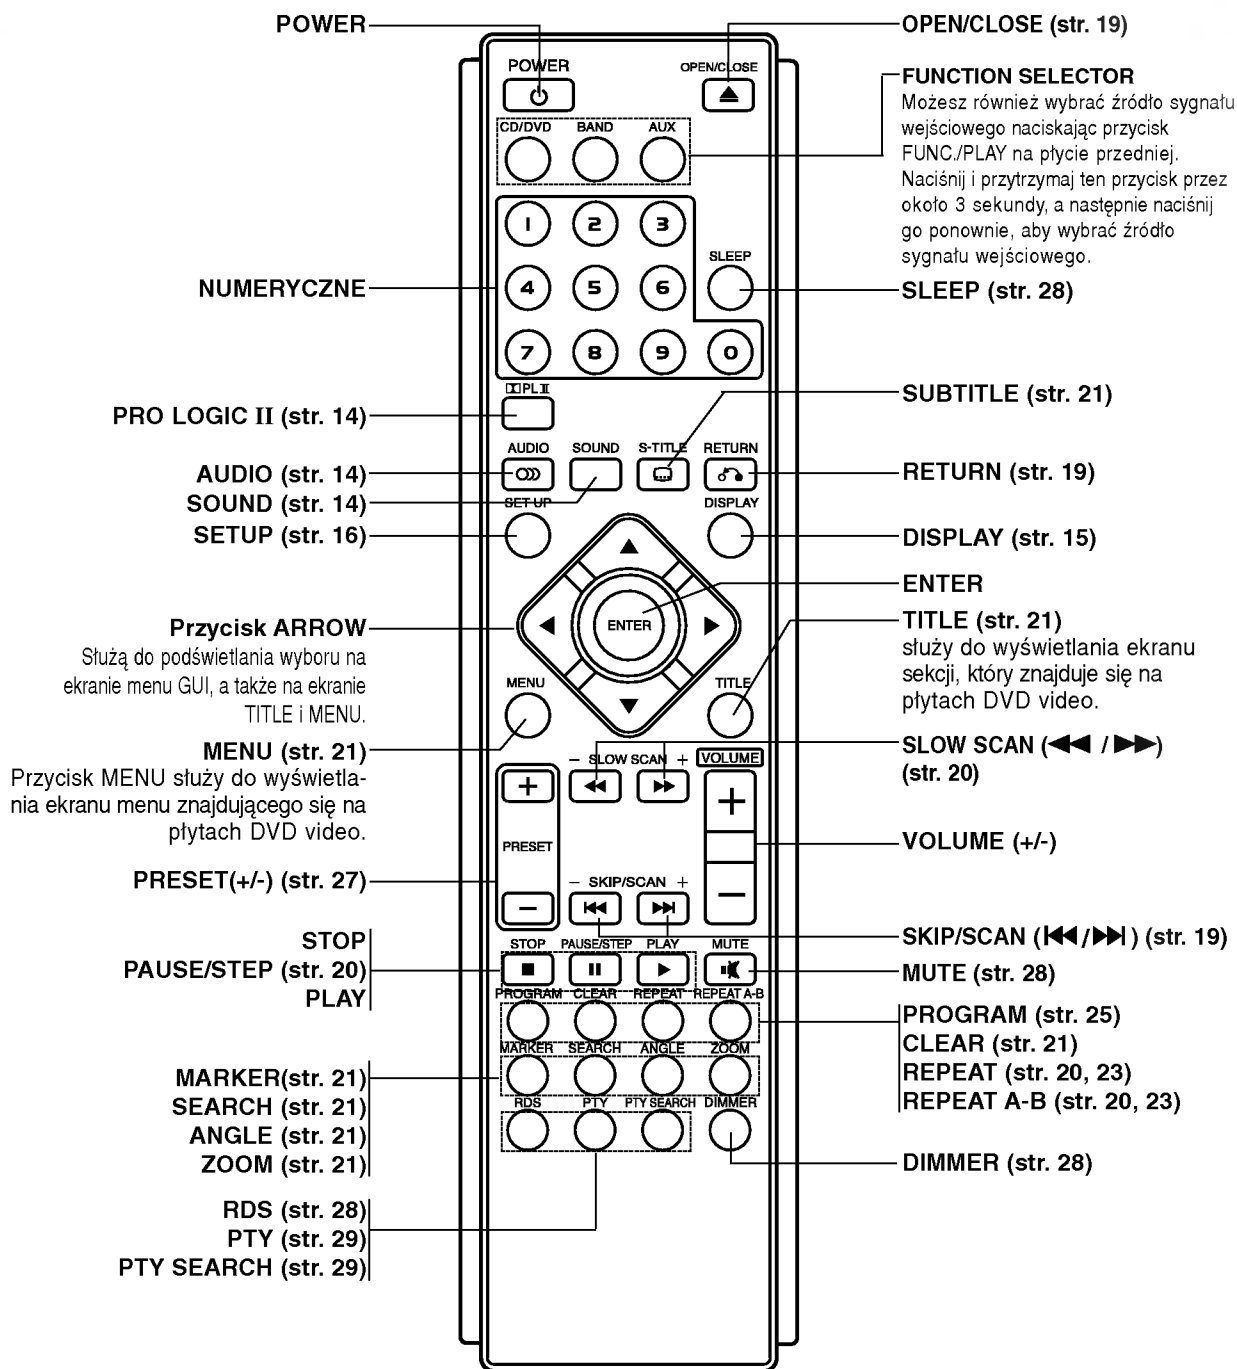 POWER
OPEN/CLOSE (str. 19)
POWER
OPEN/CLOSE
FUNCTION SELECTOR
Możesz również wybrać źródło sygnału
wejściowego naciskając przycisk
FUNC./PLAY na płycie przedniej.
Naciśnij i przytrzymaj ten przycisk przez
około 3 sekundy, a następnie naciśnij
go ponownie, aby wybrać źródło
sygnału wejściowego.
CD/DVD BAND AUX
1 2 3
SLEEP
NUMERYCZNE
4 5 6
SLEEP (str. 28)
7 8 9 0
PL II
SUBTITLE (str. 21)
PRO LOGIC II (str. 14)
AUDIO SOUND S-TITLE RETURN
AUDIO (str. 14)
RETURN (str. 19)
SOUND (str. 14)
SET UP DISPLAY
SETUP (str. 16)
DISPLAY (str. 15)
▲
ENTER
Przycisk ARROW
Służą do podświetlania wyboru na
ekranie menu GUI, a także na ekranie
TITLE i MENU.
◀ ENTER ▶
TITLE (str. 21)
służy do wyświetlania ekranu
sekcji, który znajduje się na
płytach DVD video.
MENU TITLE
▼
MENU (str. 21)
Przycisk MENU służy do wyświetla-
nia ekranu menu znajdującego się na
płytach DVD video.
SLOW SCAN (◀◀ / ▶▶)
(str. 20)
– SLOW SCAN + VOLUME
+ ◀◀ ▶▶ +
PRESET
VOLUME (+/-)
PRESET(+/-) (str. 27)
– SKIP/SCAN +
– ⏮ ⏭ –
SKIP/SCAN (⏮/⏭) (str. 19)
STOP
PAUSE/STEP (str. 20)
PLAY
STOP PAUSE/STEP PLAY MUTE
MUTE (str. 28)
PROGRAM CLEAR REPEAT REPEAT A-B
PROGRAM (str. 25)
CLEAR (str. 21)
REPEAT (str. 20, 23)
REPEAT A-B (str. 20, 23)
MARKER SEARCH ANGLE ZOOM
MARKER(str. 21)
SEARCH (str. 21)
ANGLE (str. 21)
ZOOM (str. 21)
RDS PTY PTY SEARCH DIMMER
DIMMER (str. 28)
RDS (str. 28)
PTY (str. 29)
PTY SEARCH (str. 29)